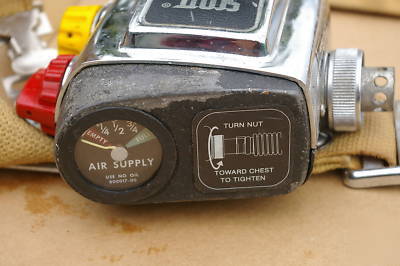 SCOTT
1/4 1/2 3/4
EMPTY FULL
AIR SUPPLY
USE NO OIL
TURN NUT
TOWARD CHEST
TO TIGHTEN